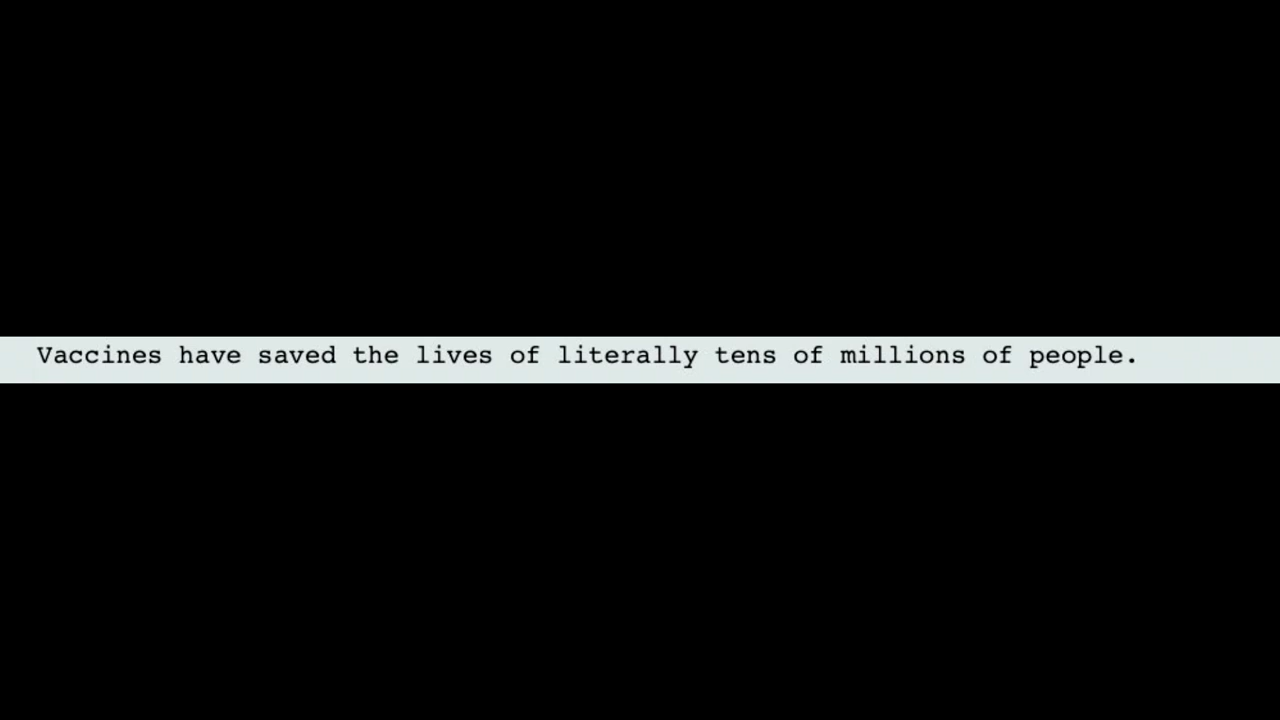 Vaccines have saved the lives of literally tens of millions of people.